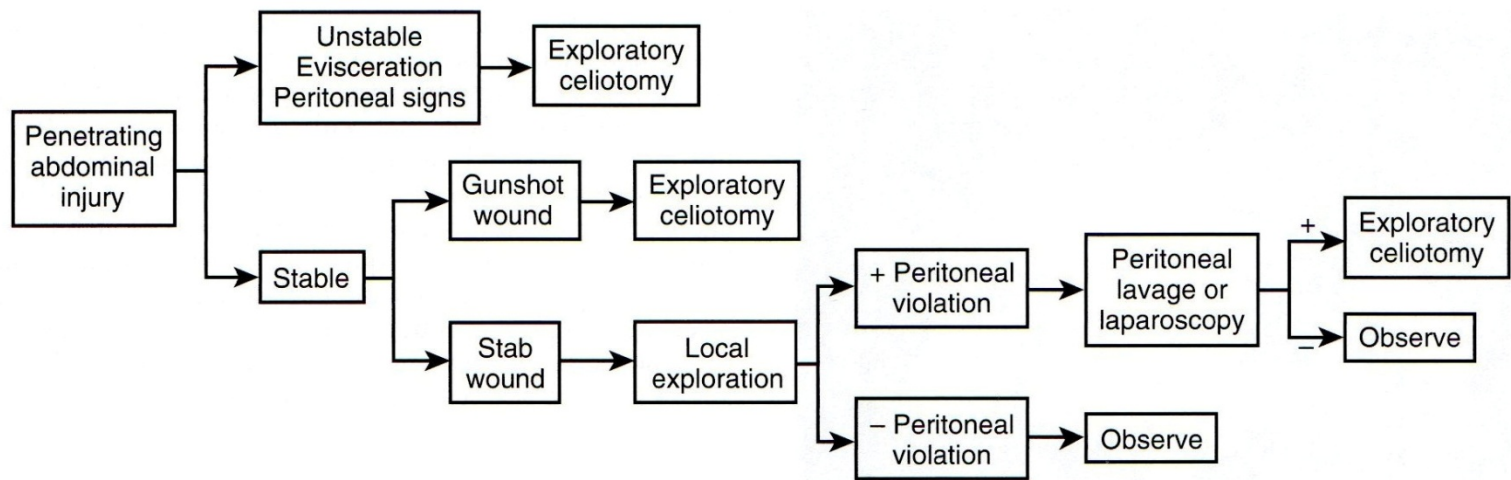 Unstable
Evisceration
Peritoneal signs
Exploratory
celiotomy
Penetrating
abdominal
injury
Gunshot
wound
Exploratory
celiotomy
Stable
Stab
wound
Local
exploration
+ Peritoneal
violation
Peritoneal
lavage or
laparoscopy
+
Exploratory
celiotomy
−
Observe
− Peritoneal
violation
Observe